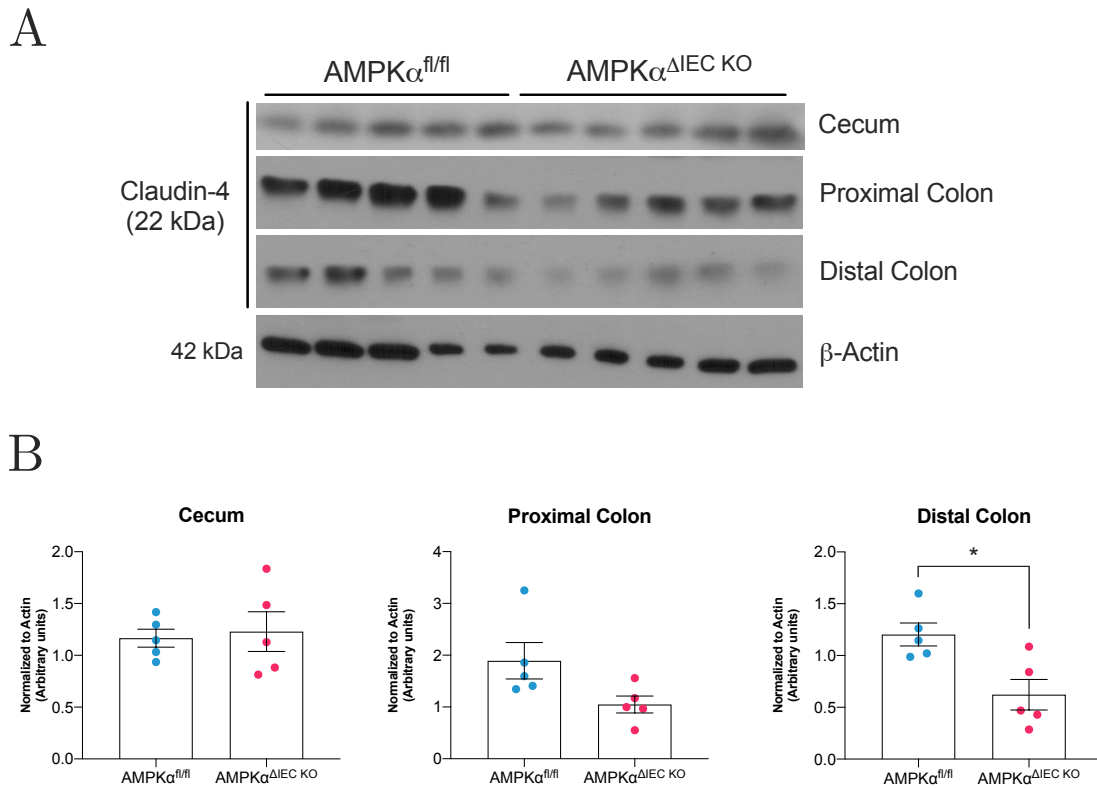 A
AMPKα^fl/fl AMPKα^ΔIEC KO
Cecum
Claudin-4
(22 kDa)
Proximal Colon
Distal Colon
42 kDa
β-Actin
B
Cecum
Normalized to Actin
(Arbitrary units)
2.0
1.5
1.0
0.5
0.0
AMPKα^fl/fl AMPKα^ΔIEC KO
Proximal Colon
Normalized to Actin
(Arbitrary units)
4
3
2
1
0
AMPKα^fl/fl AMPKα^ΔIEC KO
Distal Colon
Normalized to Actin
(Arbitrary units)
2.0
1.5
1.0
0.5
0.0
*
AMPKα^fl/fl AMPKα^ΔIEC KO